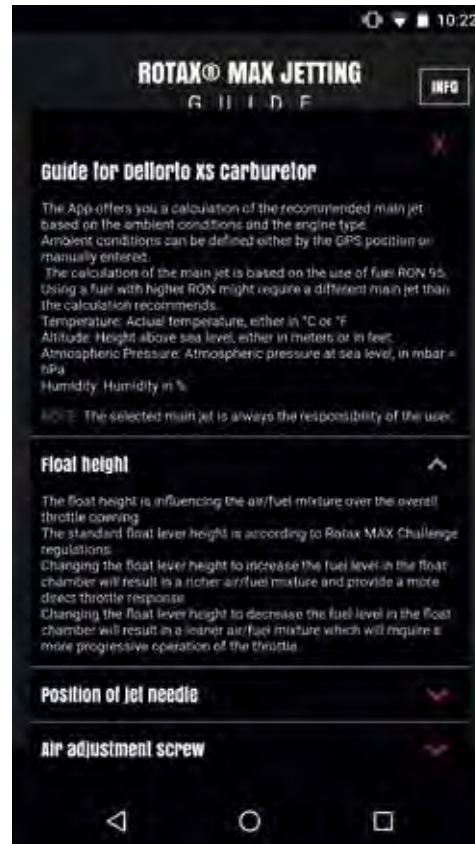 10:22
ROTAX® MAX JETTING
GUIDE
INFO
X
Guide for Dellorto XS carburetor
The App offers you a calculation of the recommended main jet
based on the ambient conditions and the engine type.
Ambient conditions can be defined either by the GPS position or
manually entered.
The calculation of the main jet is based on the use of fuel RON 95.
Using a fuel with higher RON might require a different main jet than
the calculation recommends.
Temperature: Actual temperature, either in °C or °F
Altitude: Height above sea level, either in meters or in feet.
Atmospheric Pressure: Atmospheric pressure at sea level, in mbar =
hPa
Humidity: Humidity in %
NOTE: The selected main jet is always the responsibility of the user.
Float height
The float height is influencing the air/fuel mixture over the overall
throttle opening.
The standard float lever height is according to Rotax MAX Challenge
regulations.
Changing the float lever height to increase the fuel level in the float
chamber will result in a richer air/fuel mixture and provide a more
direct throttle response.
Changing the float lever height to decrease the fuel level in the float
chamber will result in a leaner air/fuel mixture which will require a
more progressive operation of the throttle.
Position of jet needle
Air adjustment screw